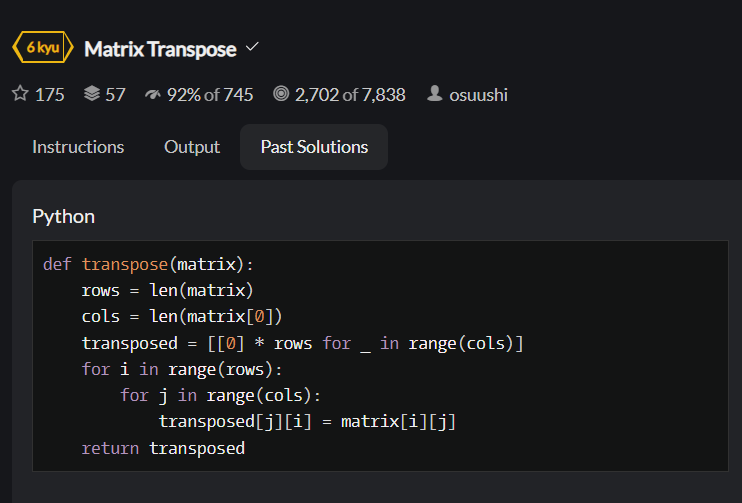 6 kyu Matrix Transpose
175 57 92% of 745 2,702 of 7,838 osuushi
Instructions Output Past Solutions
Python
def transpose(matrix):
    rows = len(matrix)
    cols = len(matrix[0])
    transposed = [[0] * rows for _ in range(cols)]
    for i in range(rows):
        for j in range(cols):
            transposed[j][i] = matrix[i][j]
    return transposed